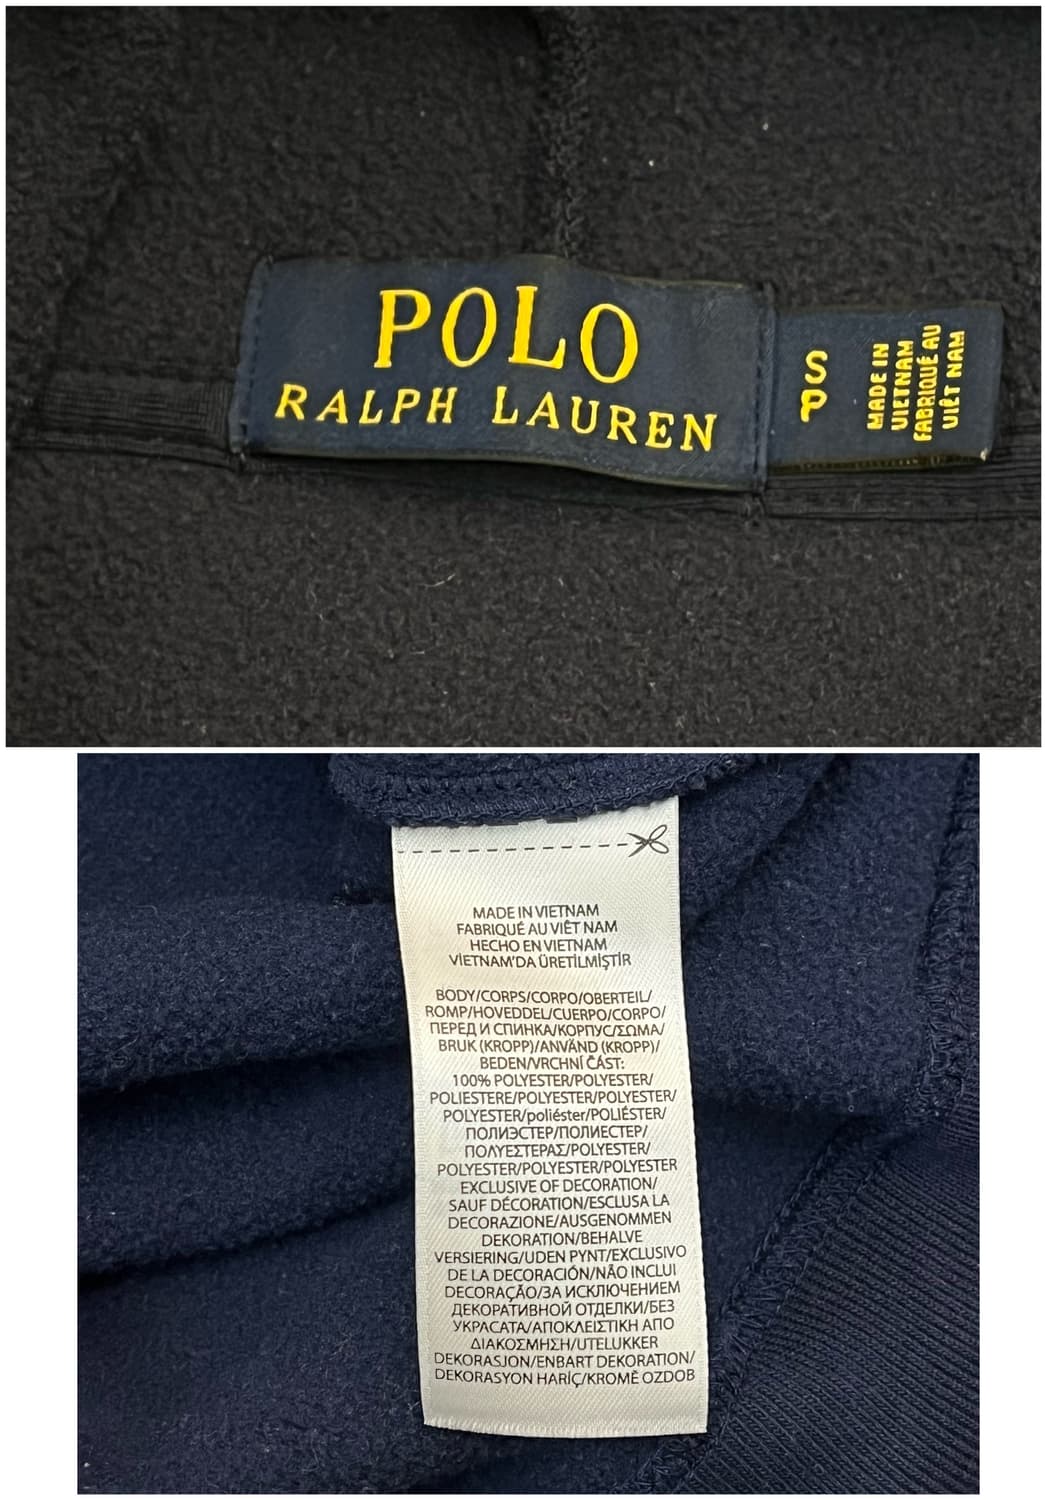 POLO
RALPH LAUREN
S
P
MADE IN
VIETNAM
FABRIQUÉ AU
VIÊT NAM
MADE IN VIETNAM
FABRIQUÉ AU VIÊT NAM
HECHO EN VIETNAM
VIETNAM'DA ÜRETİLMİŞTİR
BODY/CORPS/CORPO/OBERTEIL/
ROMP/HOVEDDEL/CUERPO/CORPO/
ПЕРЕД И СПИНКА/КОРПУС/ΣΩΜΑ/
BRUK (KROPP)/ANVÄND (KROPP)/
BEDEN/VRCHNÍ ČÁST:
100% POLYESTER/POLYESTER/
POLIESTERE/POLYESTER/POLYESTER/
POLYESTER/poliéster/POLIÉSTER/
ПОЛИЭСТЕР/ПОЛИЕСТЕР/
ΠΟΛΥΕΣΤΕΡΑΣ/POLYESTER/
POLYESTER/POLYESTER/POLYESTER
EXCLUSIVE OF DECORATION/
SAUF DÉCORATION/ESCLUSA LA
DECORAZIONE/AUSGENOMMEN
DEKORATION/BEHALVE
VERSIERING/UDEN PYNT/EXCLUSIVO
DE LA DECORACIÓN/NÃO INCLUI
DECORAÇÃO/ЗА ИСКЛЮЧЕНИЕМ
ДЕКОРАТИВНОЙ ОТДЕЛКИ/БЕЗ
УКРАСАТА/ΑΠΟΚΛΕΙΣΤΙΚΗ ΑΠΟ
ΔΙΑΚΟΣΜΗΣΗ/UTELUKKER
DEKORASJON/ENBART DEKORATION/
DEKORASYON HARİÇ/KROMĚ OZDOB